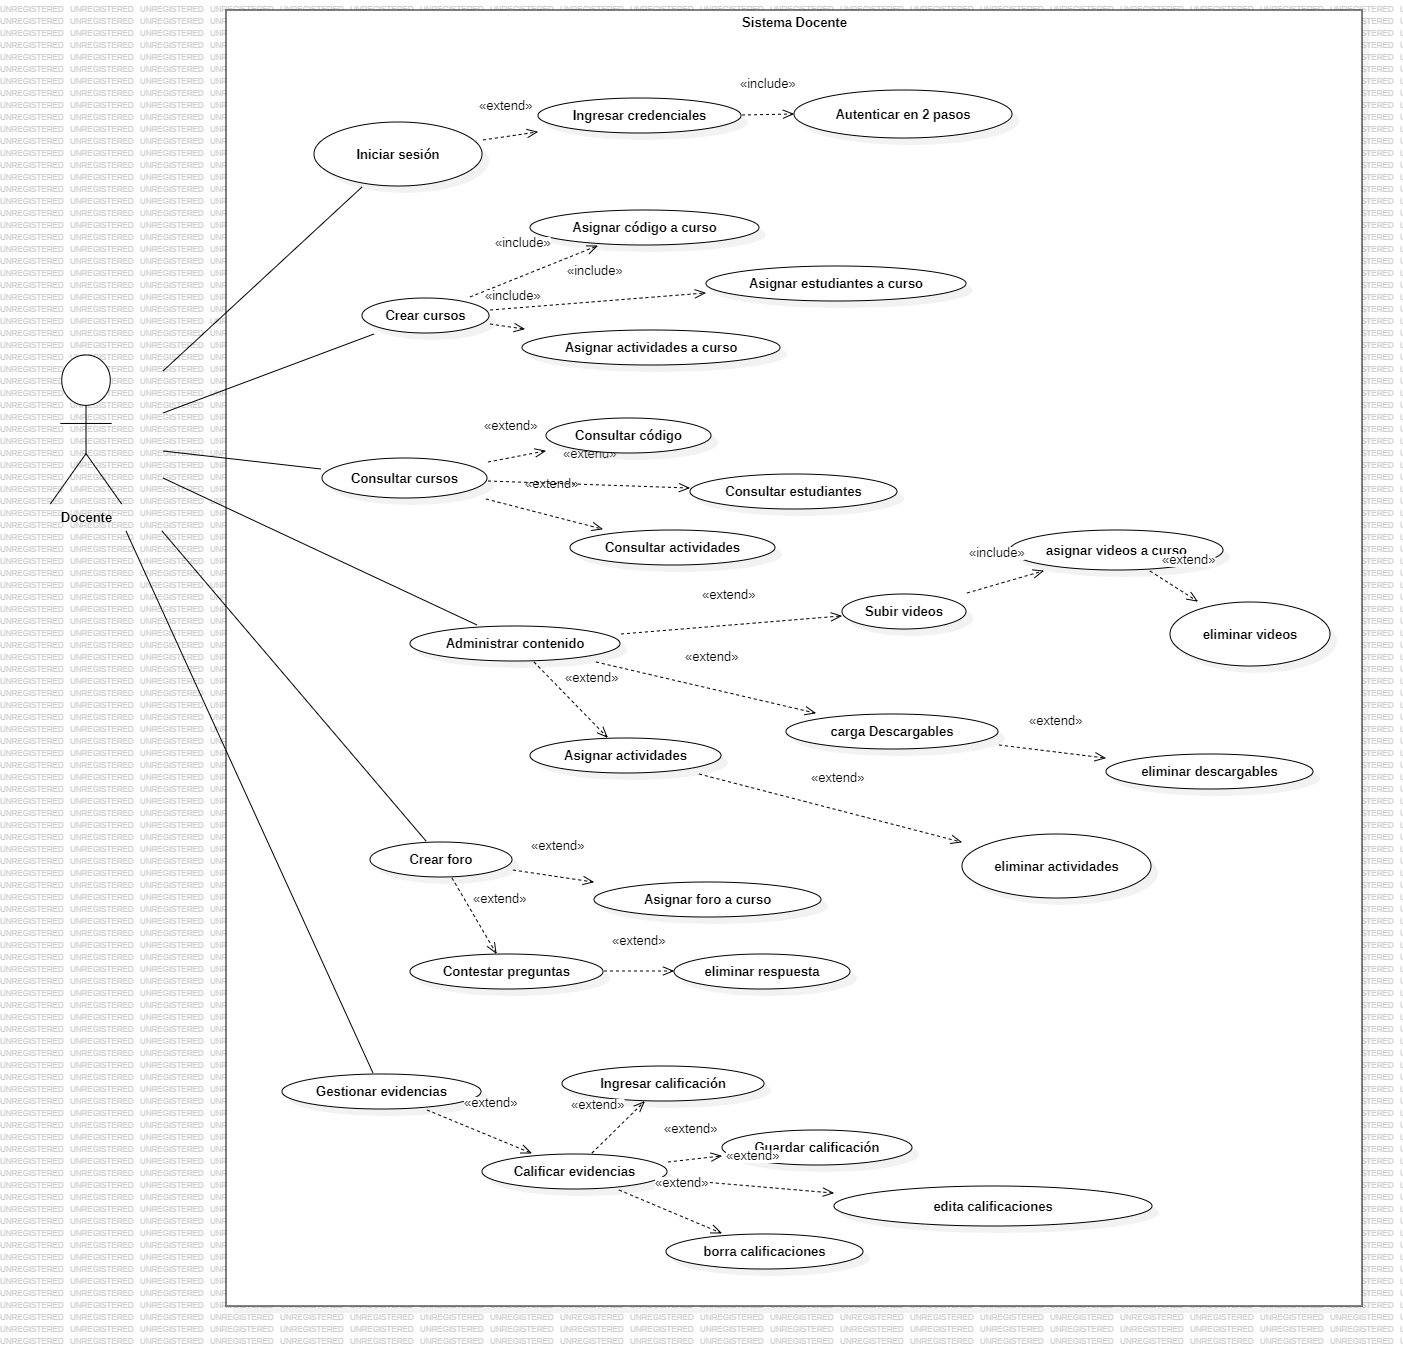 Sistema Docente
«include»
«extend»
Ingresar credenciales
Autenticar en 2 pasos
Iniciar sesión
Asignar código a curso
«include»
«include»
Asignar estudiantes a curso
«include»
Crear cursos
Asignar actividades a curso
«extend»
Consultar código
«extend»
Consultar cursos
«extend»
Consultar estudiantes
Docente
Consultar actividades
«include»
asignar videos a curso
«extend»
«extend»
Subir videos
eliminar videos
Administrar contenido
«extend»
«extend»
carga Descargables
«extend»
Asignar actividades
eliminar descargables
«extend»
«extend»
Crear foro
eliminar actividades
«extend»
Asignar foro a curso
«extend»
Contestar preguntas
eliminar respuesta
Gestionar evidencias
Ingresar calificación
«extend»
«extend»
«extend»
Guardar calificación
«extend»
Calificar evidencias
«extend»
edita calificaciones
borra calificaciones
UNREGISTERED